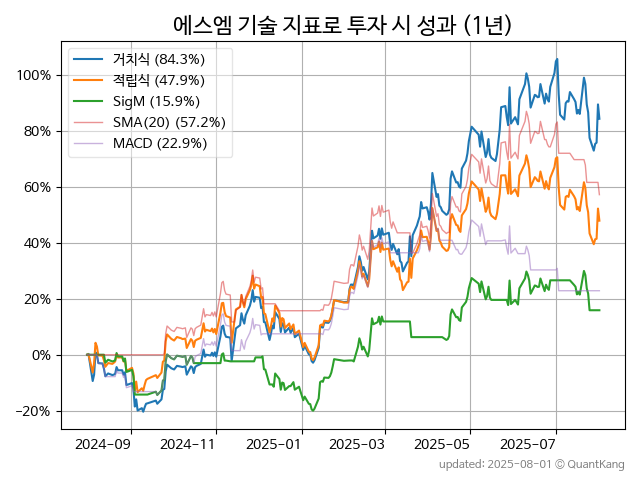 에스엠 기술 지표로 투자 시 성과 (1년)
거치식 (84.3%)
적립식 (47.9%)
SigM (15.9%)
SMA(20) (57.2%)
MACD (22.9%)
100%
80%
60%
40%
20%
0%
−20%
2024-09 2024-11 2025-01 2025-03 2025-05 2025-07
updated: 2025-08-01 © QuantKang